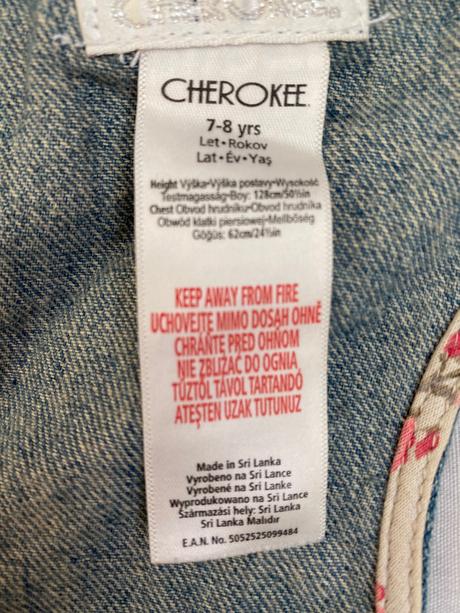 CHEROKEE
CHEROKEE.
7-8 yrs
Let•Rokov
Lat•Év•Yaş
Height Výška•Výška postavy•Wysokość
Testmagasság•Boy: 128cm/50½in
Chest Obvod hrudníku•Obvod hrudníka
Obwód klatki piersiowej•Mellbőség
Göğüs: 62cm/24½in
KEEP AWAY FROM FIRE
UCHOVEJTE MIMO DOSAH OHNĚ
CHRÁŇTE PRED OHŇOM
NIE ZBLIŻAĆ DO OGNIA
TŰZTŐL TÁVOL TARTANDÓ
ATEŞTEN UZAK TUTUNUZ
Made in Sri Lanka
Vyrobeno na Sri Lance
Vyrobené na Sri Lanke
Wyprodukowano na Sri Lance
Származási hely: Sri Lanka
Sri Lanka Malıdır
E.A.N. No. 5052525099484